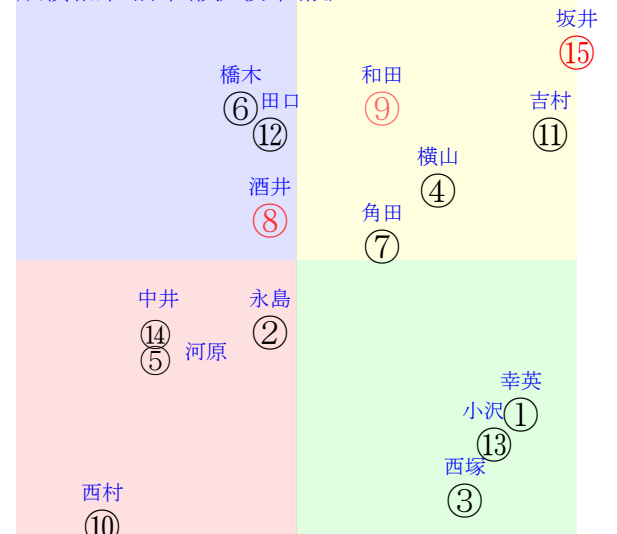 坂井
⑮
橋木
和田
⑥
田口
⑨
吉村
⑫
⑪
横山
酒井
④
⑧
角田
⑦
中井
永島
⑭
②
⑤
河原
幸英
小沢
①
⑬
西塚
西村
③
⑩